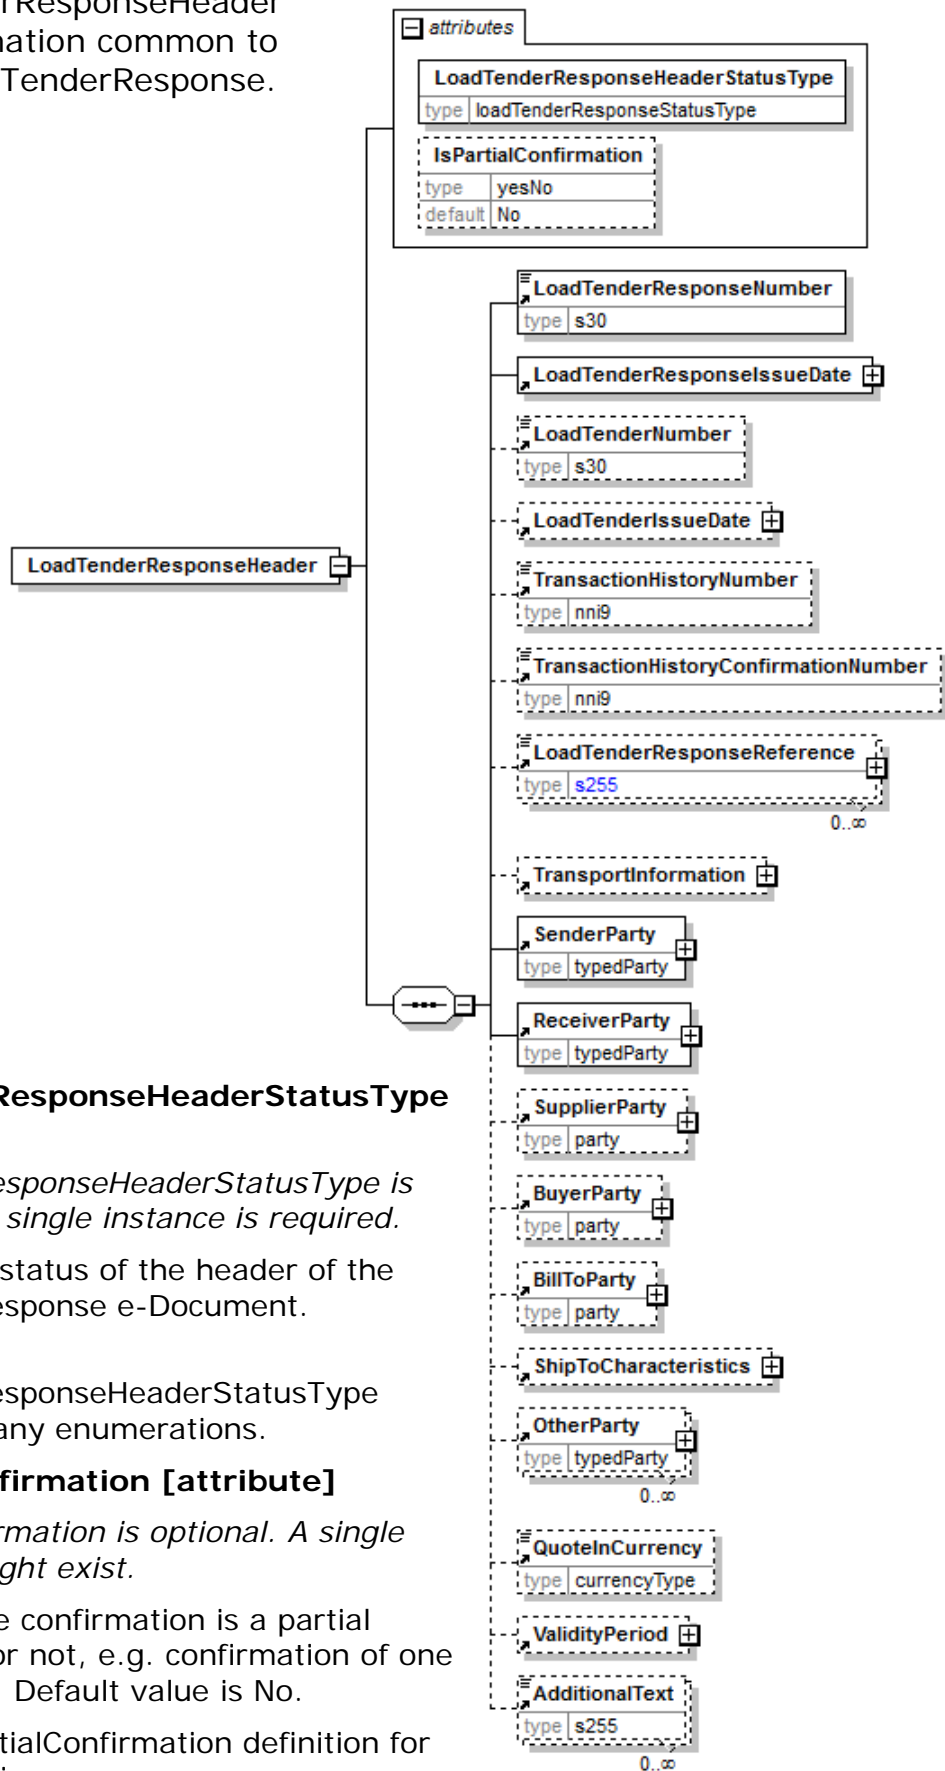 rResponseHeader
nation common to
TenderResponse.
attributes
LoadTenderResponseHeaderStatusType
type loadTenderResponseStatusType
IsPartialConfirmation
type yesNo
default No
LoadTenderResponseNumber
type s30
LoadTenderResponseIssueDate
LoadTenderNumber
type s30
LoadTenderIssueDate
LoadTenderResponseHeader
TransactionHistoryNumber
type nni9
TransactionHistoryConfirmationNumber
type nni9
LoadTenderResponseReference
type s255
0..∞
TransportInformation
SenderParty
type typedParty
ReceiverParty
type typedParty
SupplierParty
type party
BuyerParty
type party
BillToParty
type party
ShipToCharacteristics
OtherParty
type typedParty
0..∞
QuoteInCurrency
type currencyType
ValidityPeriod
AdditionalText
type s255
0..∞
ResponseHeaderStatusType
esponseHeaderStatusType is
single instance is required.
status of the header of the
esponse e-Document.
esponseHeaderStatusType
any enumerations.
nfirmation [attribute]
rmation is optional. A single
ght exist.
e confirmation is a partial
or not, e.g. confirmation of one
Default value is No.
tialConfirmation definition for